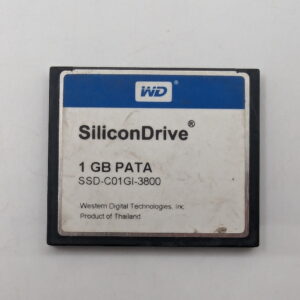 WD
SiliconDrive®
1 GB PATA
SSD-C01GI-3800
Western Digital Technologies, Inc
Product of Thailand